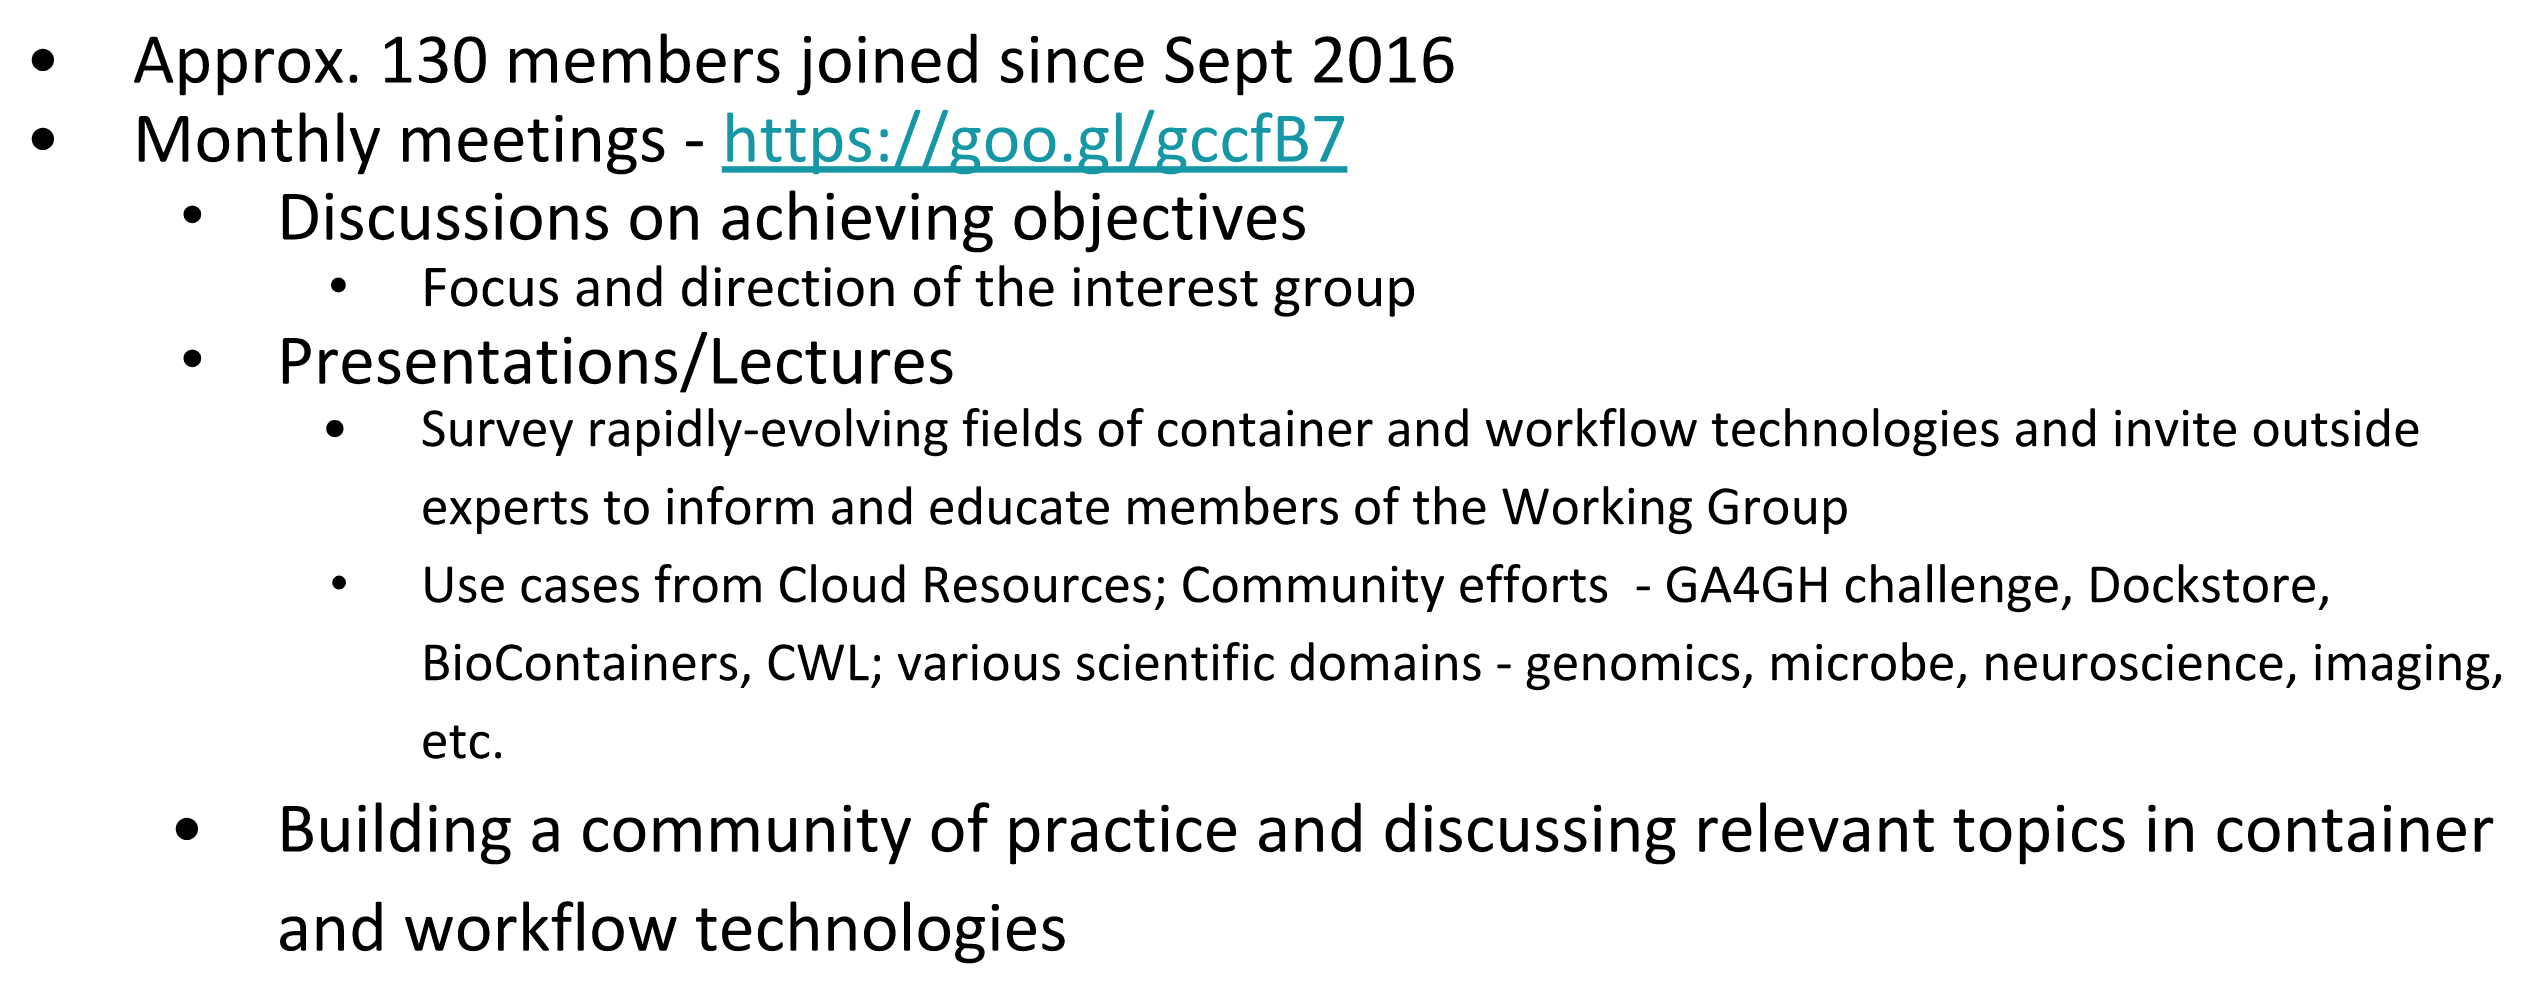 • Approx. 130 members joined since Sept 2016
• Monthly meetings - https://goo.gl/gccfB7
• Discussions on achieving objectives
• Focus and direction of the interest group
• Presentations/Lectures
• Survey rapidly-evolving fields of container and workflow technologies and invite outside
experts to inform and educate members of the Working Group
• Use cases from Cloud Resources; Community efforts  - GA4GH challenge, Dockstore,
BioContainers, CWL; various scientific domains - genomics, microbe, neuroscience, imaging,
etc.
• Building a community of practice and discussing relevant topics in container
and workflow technologies